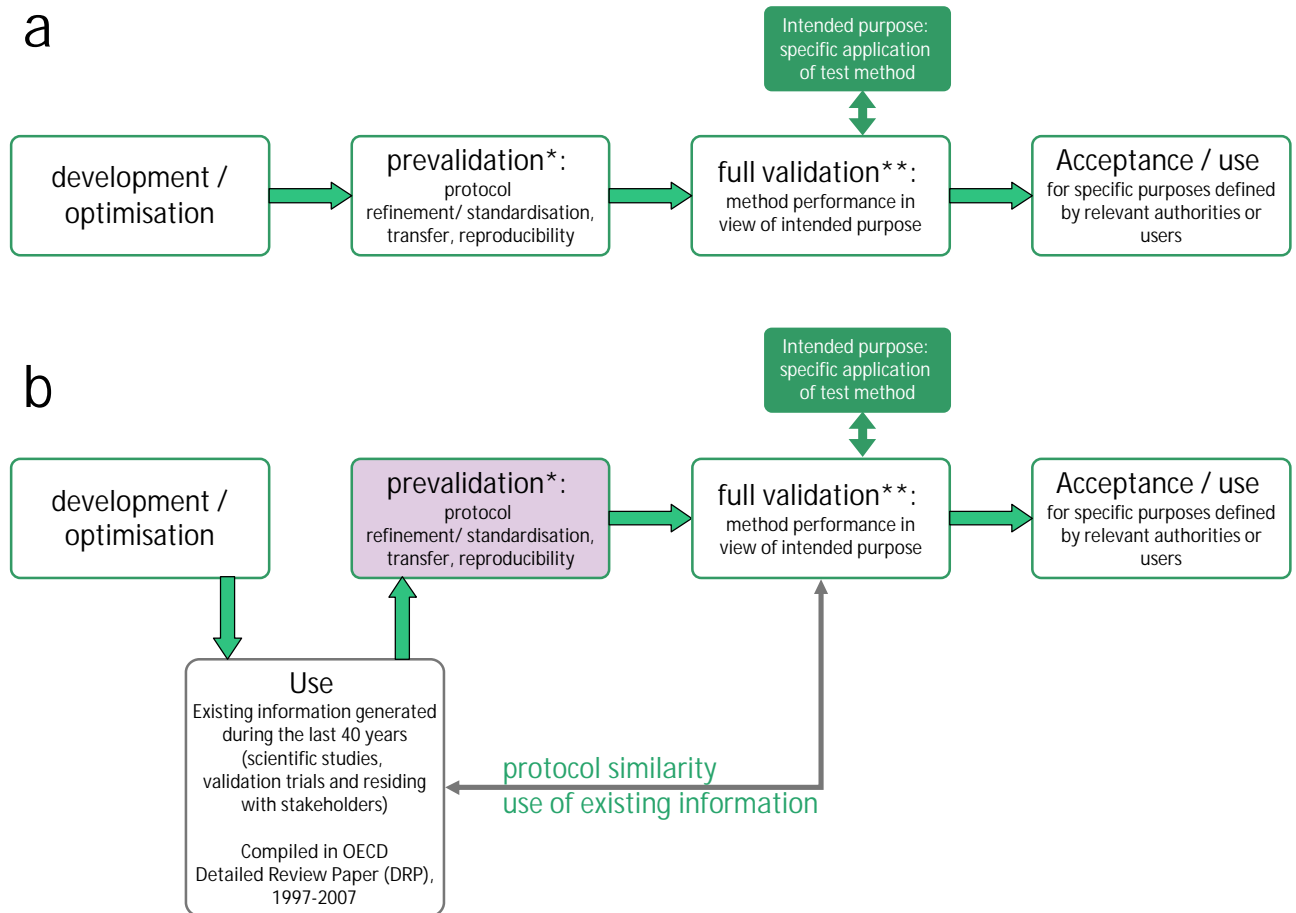 a
Intended purpose:
specific application
of test method
development /
optimisation
prevalidation*:
protocol
refinement/ standardisation,
transfer, reproducibility
full validation**:
method performance in
view of intended purpose
Acceptance / use
for specific purposes defined
by relevant authorities or
users
b
Intended purpose:
specific application
of test method
development /
optimisation
prevalidation*:
protocol
refinement/ standardisation,
transfer, reproducibility
full validation**:
method performance in
view of intended purpose
Acceptance / use
for specific purposes defined
by relevant authorities or
users
Use
Existing information generated
during the last 40 years
(scientific studies,
validation trials and residing
with stakeholders)
Compiled in OECD
Detailed Review Paper (DRP),
1997-2007
protocol similarity
use of existing information